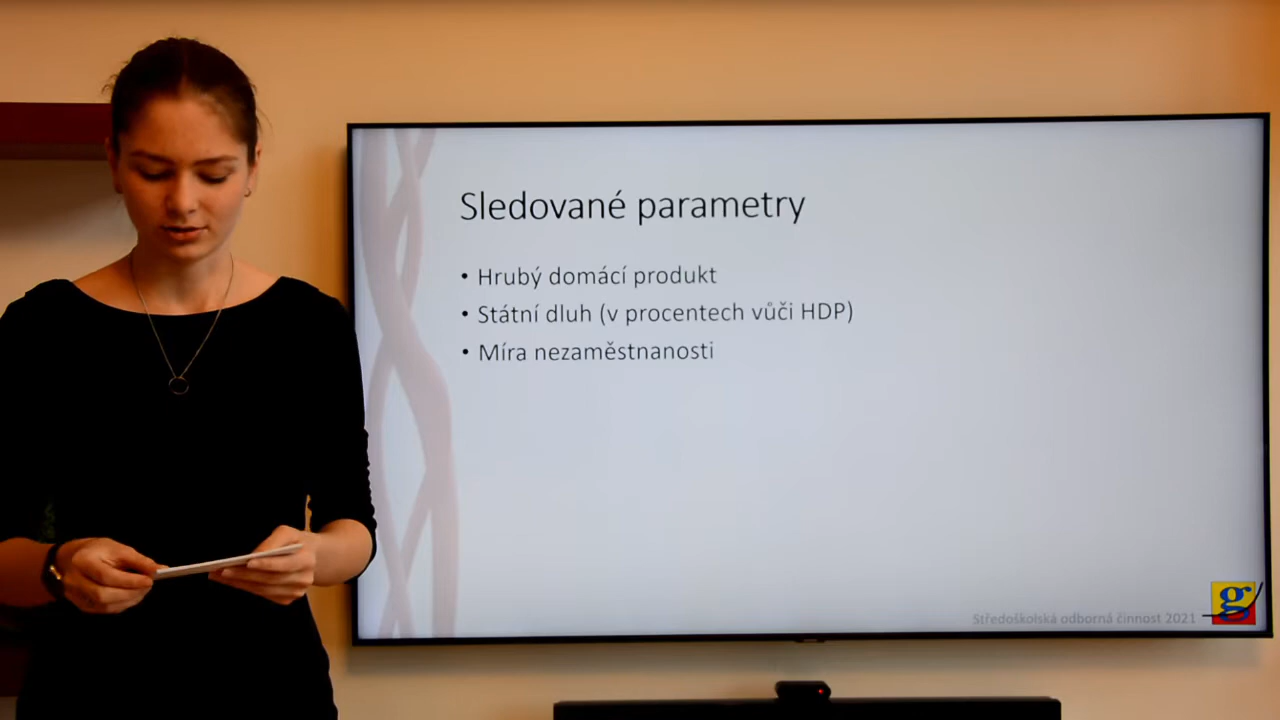 Sledované parametry
• Hrubý domácí produkt
• Státní dluh (v procentech vůči HDP)
• Míra nezaměstnanosti
Středoškolská odborná činnost 2021
g